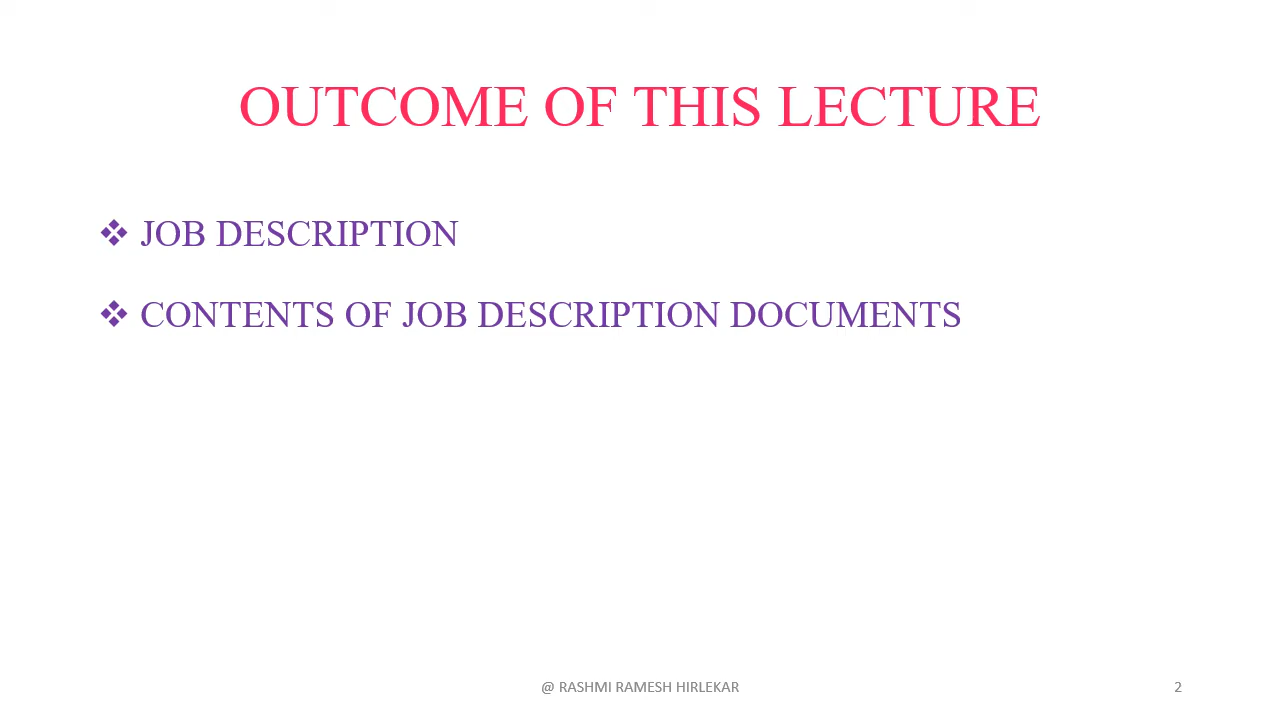 OUTCOME OF THIS LECTURE
❖ JOB DESCRIPTION
❖ CONTENTS OF JOB DESCRIPTION DOCUMENTS
@ RASHMI RAMESH HIRLEKAR
2